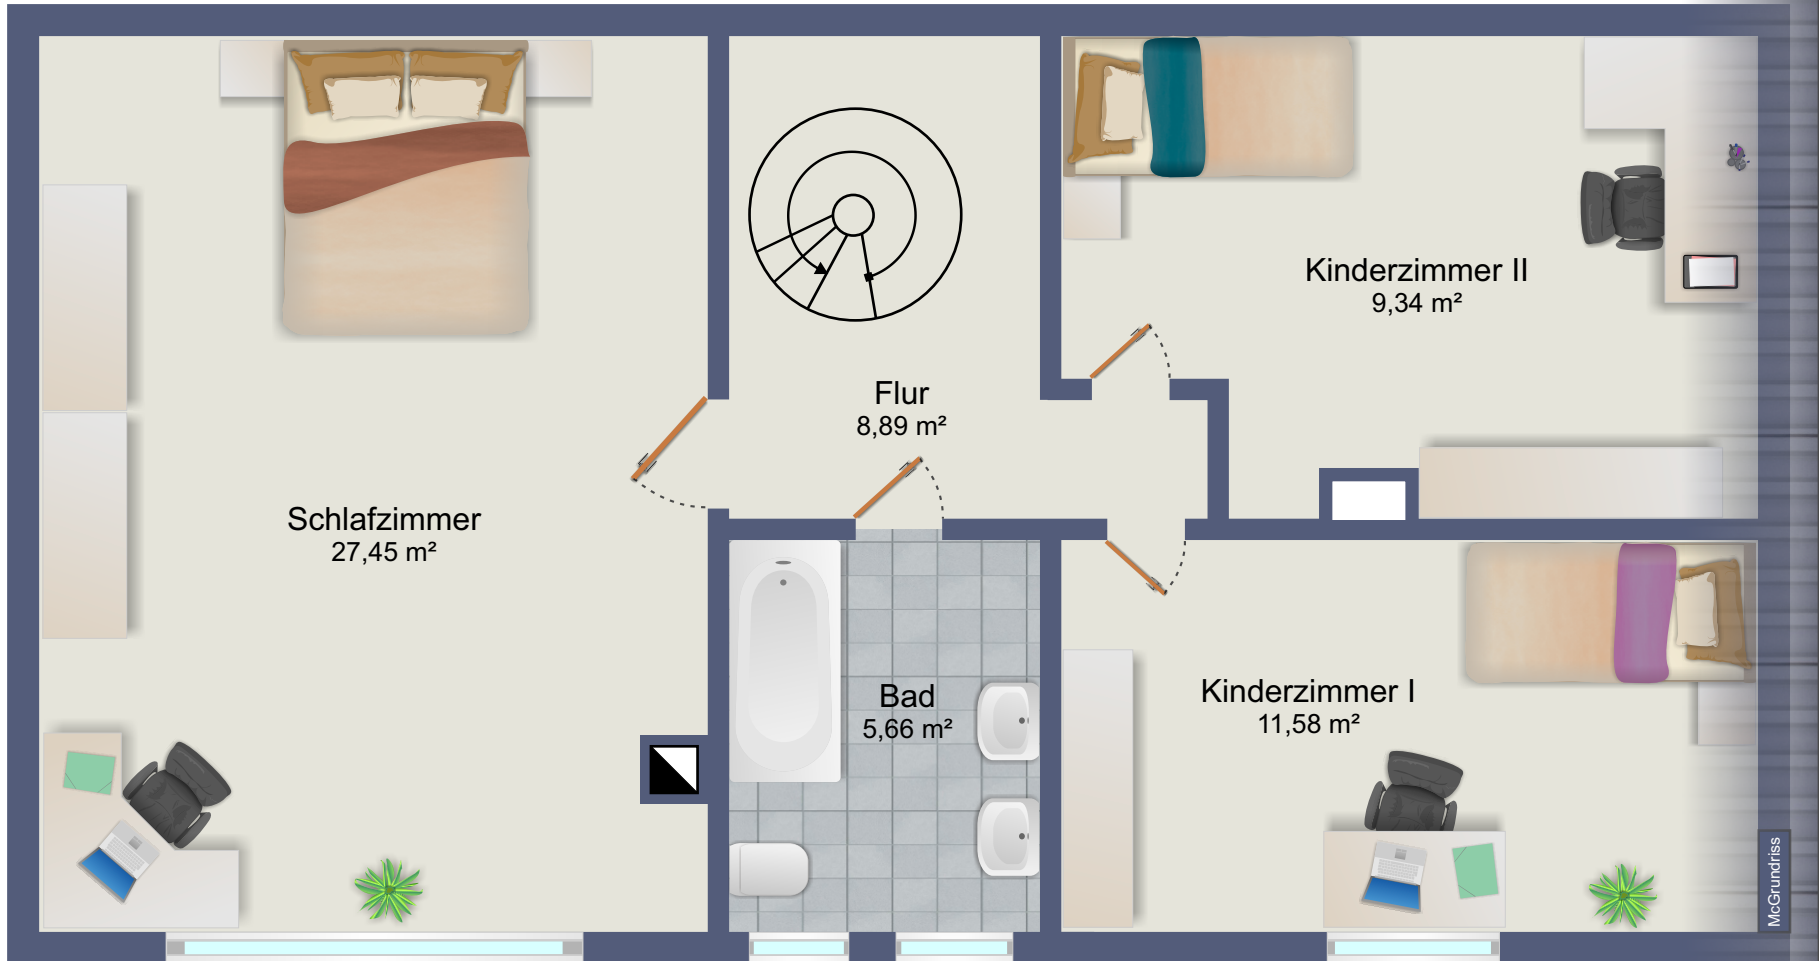 Kinderzimmer II
9,34 m²
Flur
8,89 m²
Schlafzimmer
27,45 m²
Bad
5,66 m²
Kinderzimmer I
11,58 m²
McGrundriss